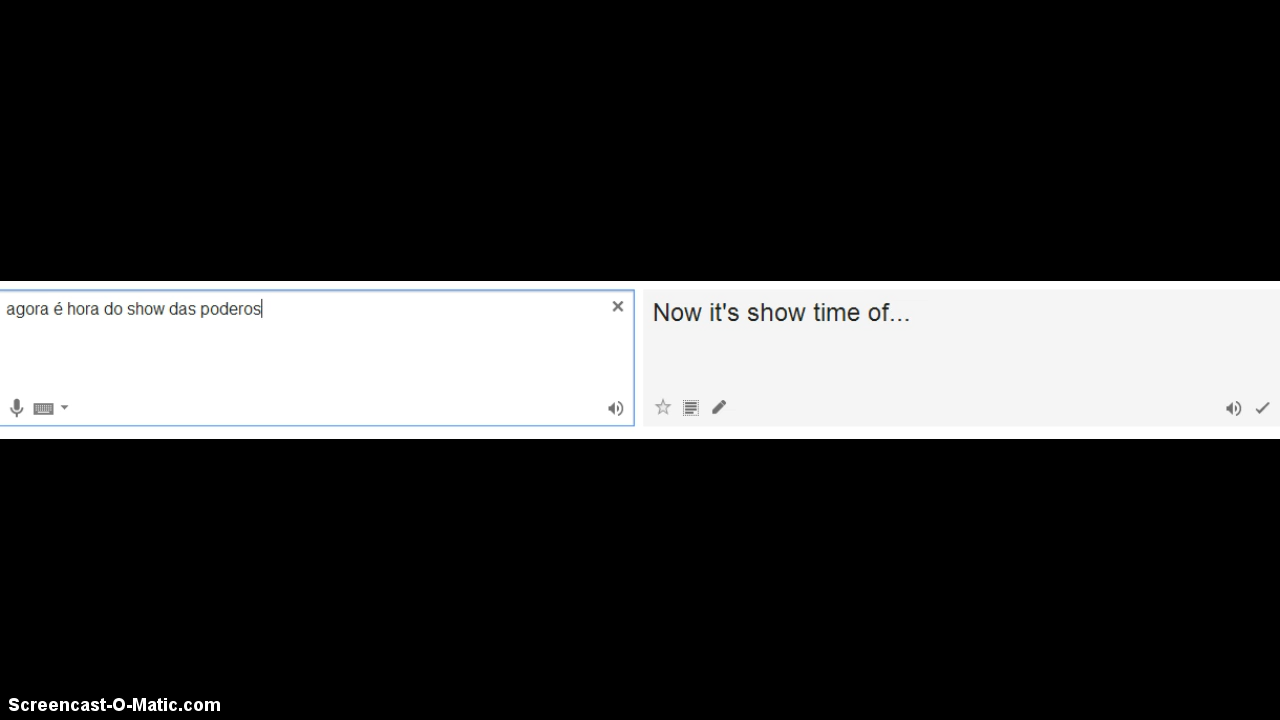 agora é hora do show das poderos
Now it's show time of...
Screencast-O-Matic.com